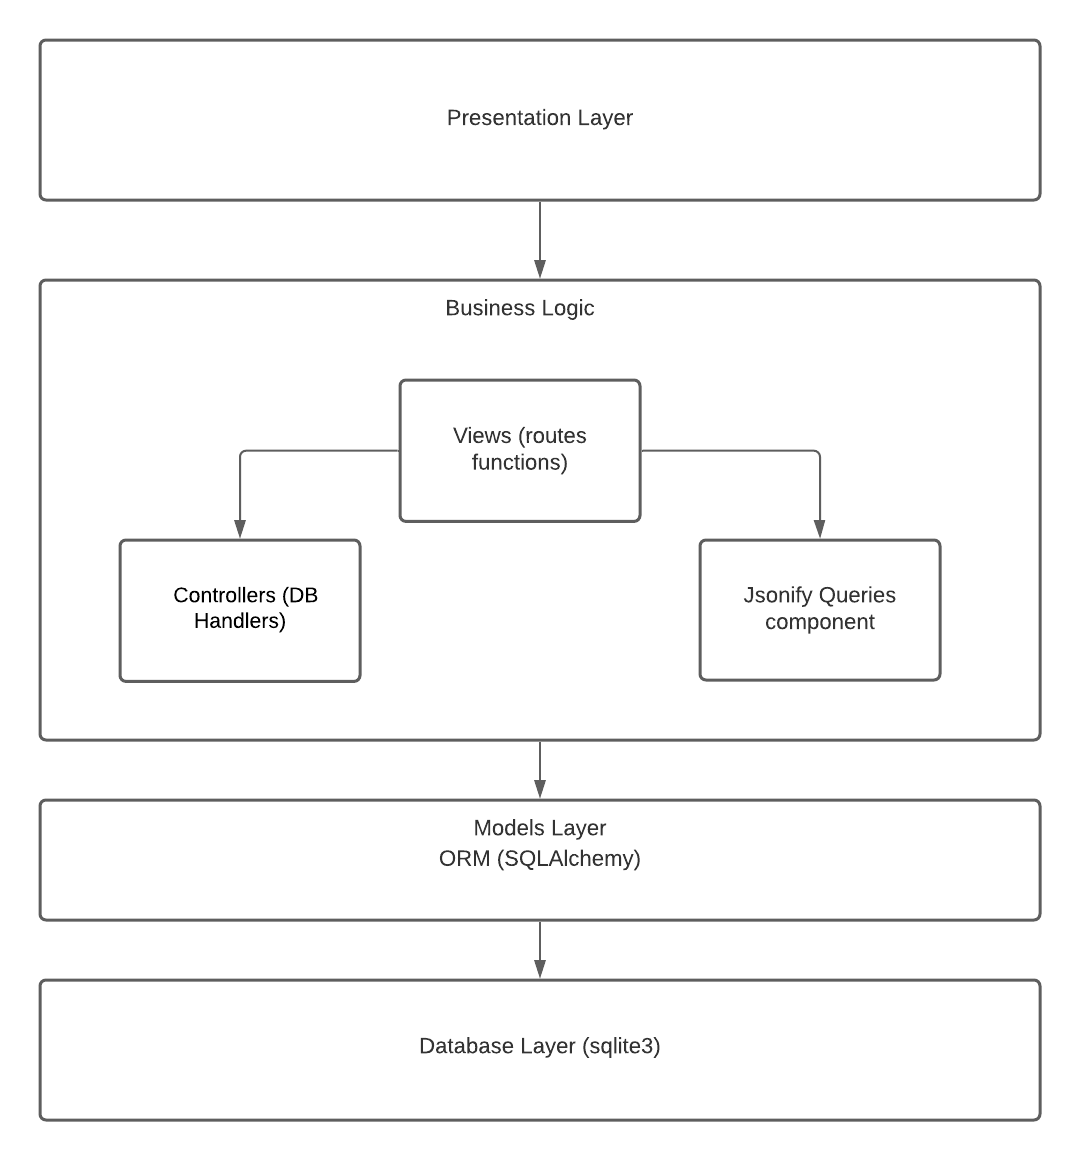 Presentation Layer
Business Logic
Views (routes
functions)
Controllers (DB
Handlers)
Jsonify Queries
component
Models Layer
ORM (SQLAlchemy)
Database Layer (sqlite3)